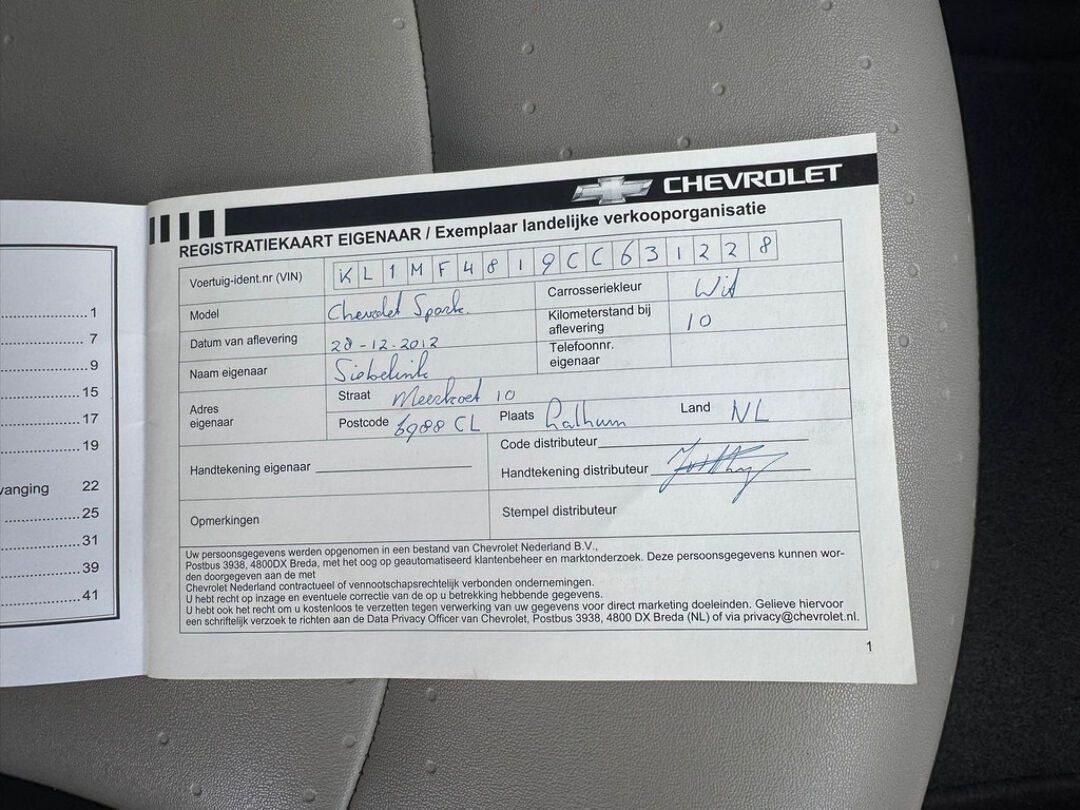 CHEVROLET
REGISTRATIEKAART EIGENAAR / Exemplaar landelijke verkooporganisatie
Voertuig-ident.nr (VIN) KL1MF4819CC631228
Model Chevrolet Spark.
Carrosseriekleur Wit
Datum van aflevering 28-12-2012
Kilometerstand bij aflevering 10
Naam eigenaar Siebelink
Telefoonnr. eigenaar
Adres eigenaar
Straat Meerkoet 10
Postcode 6988 CL Plaats Lathum Land NL
Handtekening eigenaar
Code distributeur
Handtekening distributeur
Opmerkingen
Stempel distributeur
Uw persoonsgegevens werden opgenomen in een bestand van Chevrolet Nederland B.V.,
Postbus 3938, 4800DX Breda, met het oog op geautomatiseerd klantenbeheer en marktonderzoek. Deze persoonsgegevens kunnen wor-
den doorgegeven aan de met
Chevrolet Nederland contractueel of vennootschapsrechtelijk verbonden ondernemingen.
U hebt recht op inzage en eventuele correctie van de op u betrekking hebbende gegevens.
U hebt ook het recht om u kosteloos te verzetten tegen verwerking van uw gegevens voor direct marketing doeleinden. Gelieve hiervoor
een schriftelijk verzoek te richten aan de Data Privacy Officer van Chevrolet, Postbus 3938, 4800 DX Breda (NL) of via privacy@chevrolet.nl.
1
1
7
9
15
17
19
vanging 22
25
31
39
41